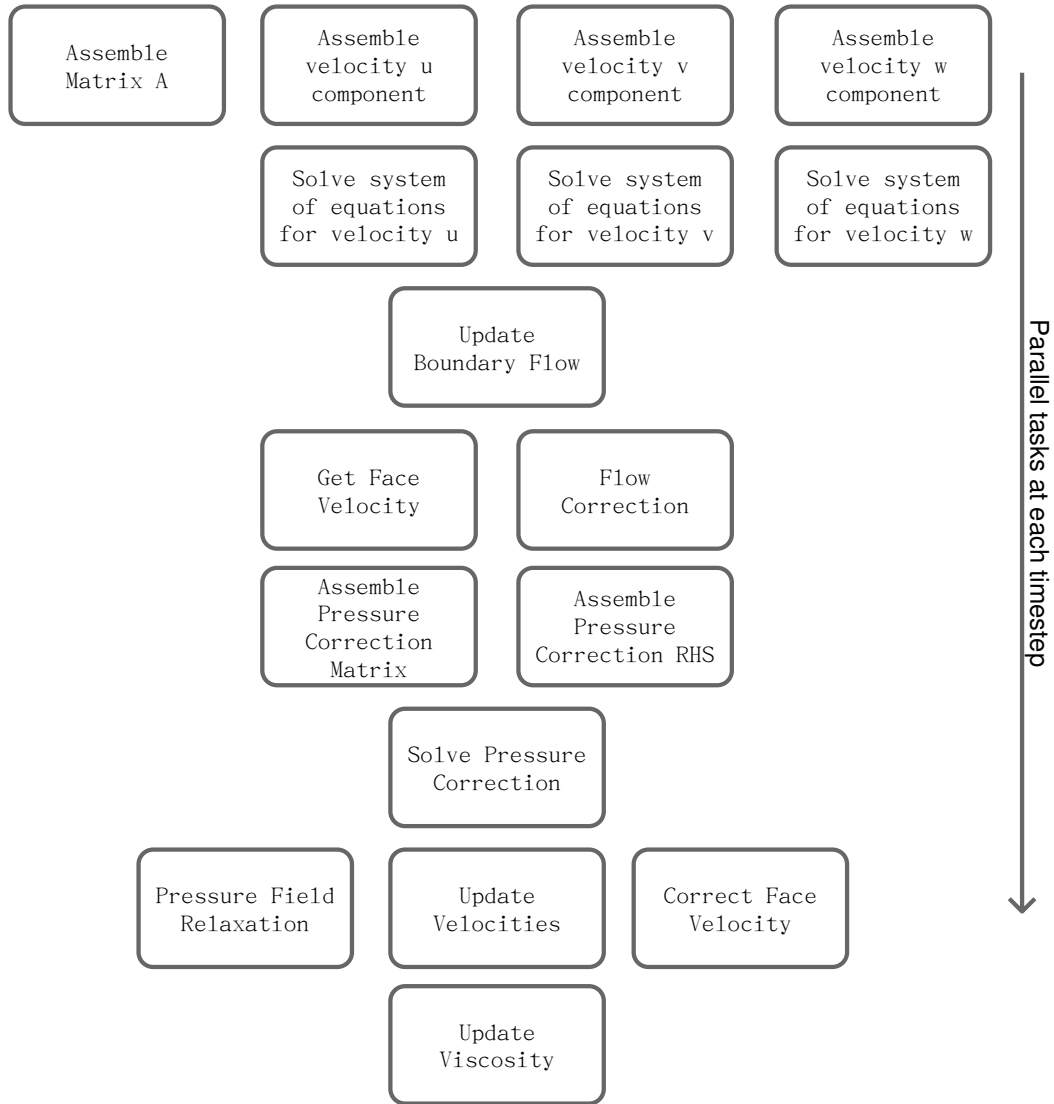 Assemble
Matrix A
Assemble
velocity u
component
Assemble
velocity v
component
Assemble
velocity w
component
Solve system
of equations
for velocity u
Solve system
of equations
for velocity v
Solve system
of equations
for velocity w
Update
Boundary Flow
Get Face
Velocity
Flow
Correction
Assemble
Pressure
Correction
Matrix
Assemble
Pressure
Correction RHS
Solve Pressure
Correction
Pressure Field
Relaxation
Update
Velocities
Correct Face
Velocity
Update
Viscosity
Parallel tasks at each timestep